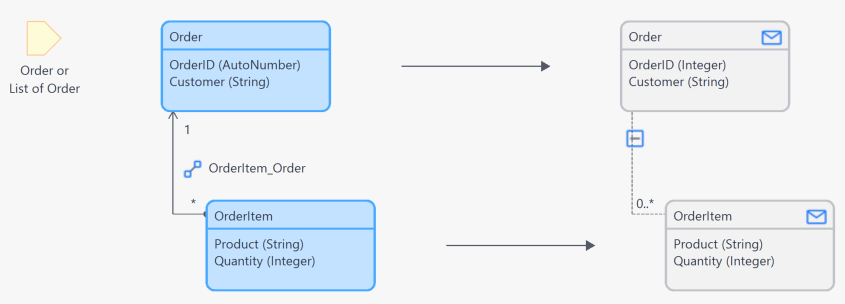 Order or
List of Order
Order
OrderID (AutoNumber)
Customer (String)
1
OrderItem_Order
*
OrderItem
Product (String)
Quantity (Integer)
Order
OrderID (Integer)
Customer (String)
0..*
OrderItem
Product (String)
Quantity (Integer)